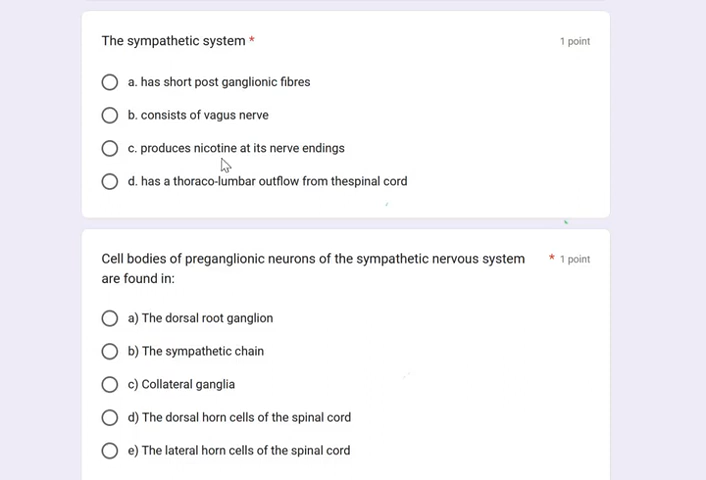 The sympathetic system *
1 point
a. has short post ganglionic fibres
b. consists of vagus nerve
c. produces nicotine at its nerve endings
d. has a thoraco-lumbar outflow from thespinal cord
Cell bodies of preganglionic neurons of the sympathetic nervous system
* 1 point
are found in:
a) The dorsal root ganglion
b) The sympathetic chain
c) Collateral ganglia
d) The dorsal horn cells of the spinal cord
e) The lateral horn cells of the spinal cord